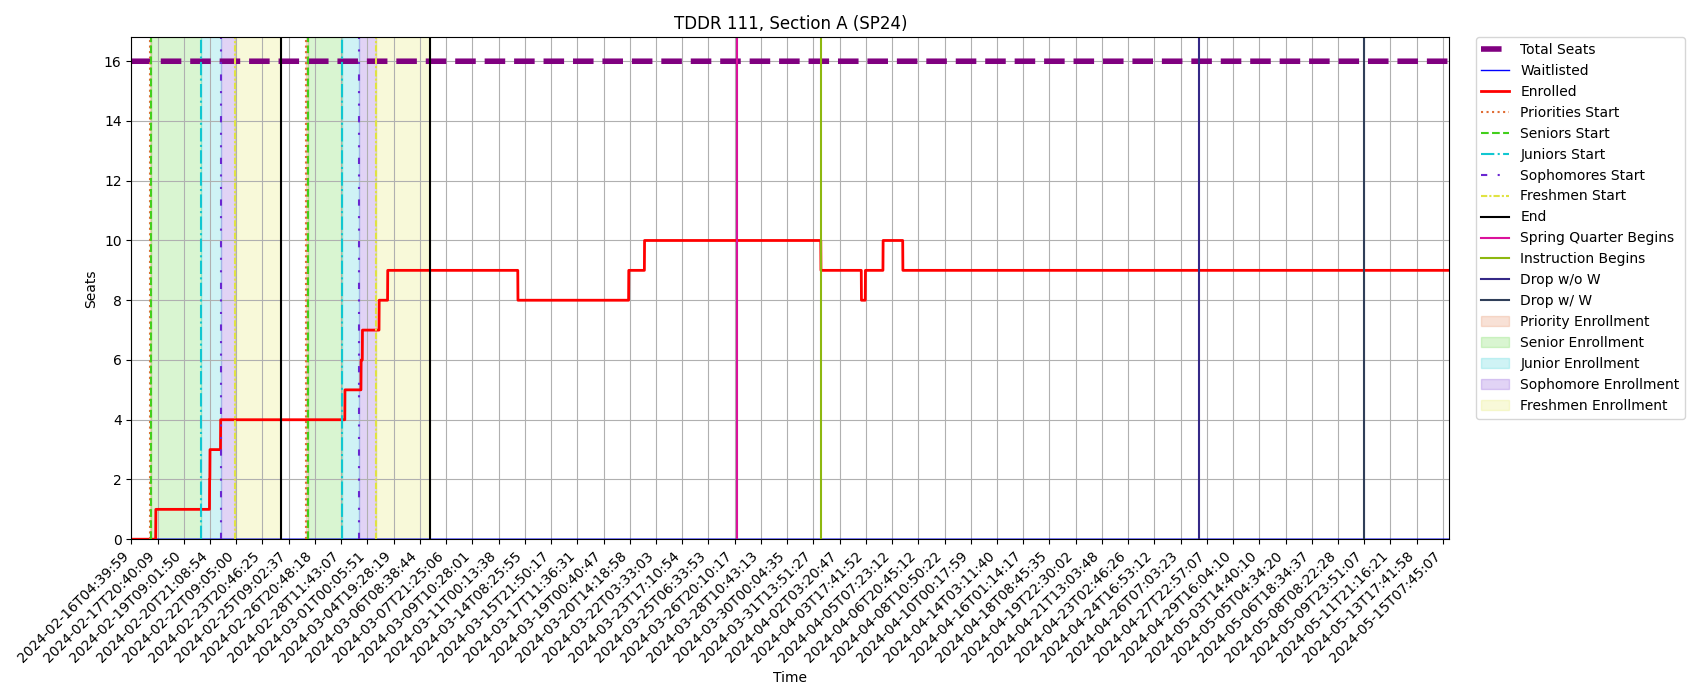 TDDR 111, Section A (SP24)
Seats
16
14
12
10
8
6
4
2
0
2024-02-16T04:39:59
2024-02-17T20:40:09
2024-02-19T09:01:50
2024-02-20T21:08:54
2024-02-22T09:05:00
2024-02-23T20:46:23
2024-02-25T09:02:37
2024-02-26T20:48:18
2024-02-28T11:43:07
2024-03-01T00:05:51
2024-03-04T19:28:19
2024-03-06T08:38:44
2024-03-07T21:25:06
2024-03-09T10:28:01
2024-03-11T00:13:38
2024-03-14T08:25:55
2024-03-15T21:50:17
2024-03-17T11:36:31
2024-03-19T00:40:47
2024-03-20T14:18:58
2024-03-22T03:33:03
2024-03-23T17:10:54
2024-03-25T06:33:53
2024-03-26T20:10:17
2024-03-28T10:43:13
2024-03-30T00:04:35
2024-03-31T13:51:27
2024-04-02T03:20:47
2024-04-03T17:41:52
2024-04-05T07:23:12
2024-04-06T20:45:12
2024-04-08T10:50:22
2024-04-10T00:17:59
2024-04-14T03:11:40
2024-04-16T01:14:17
2024-04-18T08:45:35
2024-04-19T22:30:02
2024-04-21T13:03:48
2024-04-23T02:46:26
2024-04-24T16:53:12
2024-04-26T07:03:23
2024-04-27T22:57:07
2024-04-29T16:04:10
2024-05-03T14:40:10
2024-05-05T04:34:20
2024-05-06T18:34:37
2024-05-08T08:22:28
2024-05-09T23:51:07
2024-05-11T21:16:21
2024-05-13T17:41:58
2024-05-15T07:45:07
Time
Total Seats
Waitlisted
Enrolled
Priorities Start
Seniors Start
Juniors Start
Sophomores Start
Freshmen Start
End
Spring Quarter Begins
Instruction Begins
Drop w/o W
Drop w/ W
Priority Enrollment
Senior Enrollment
Junior Enrollment
Sophomore Enrollment
Freshmen Enrollment